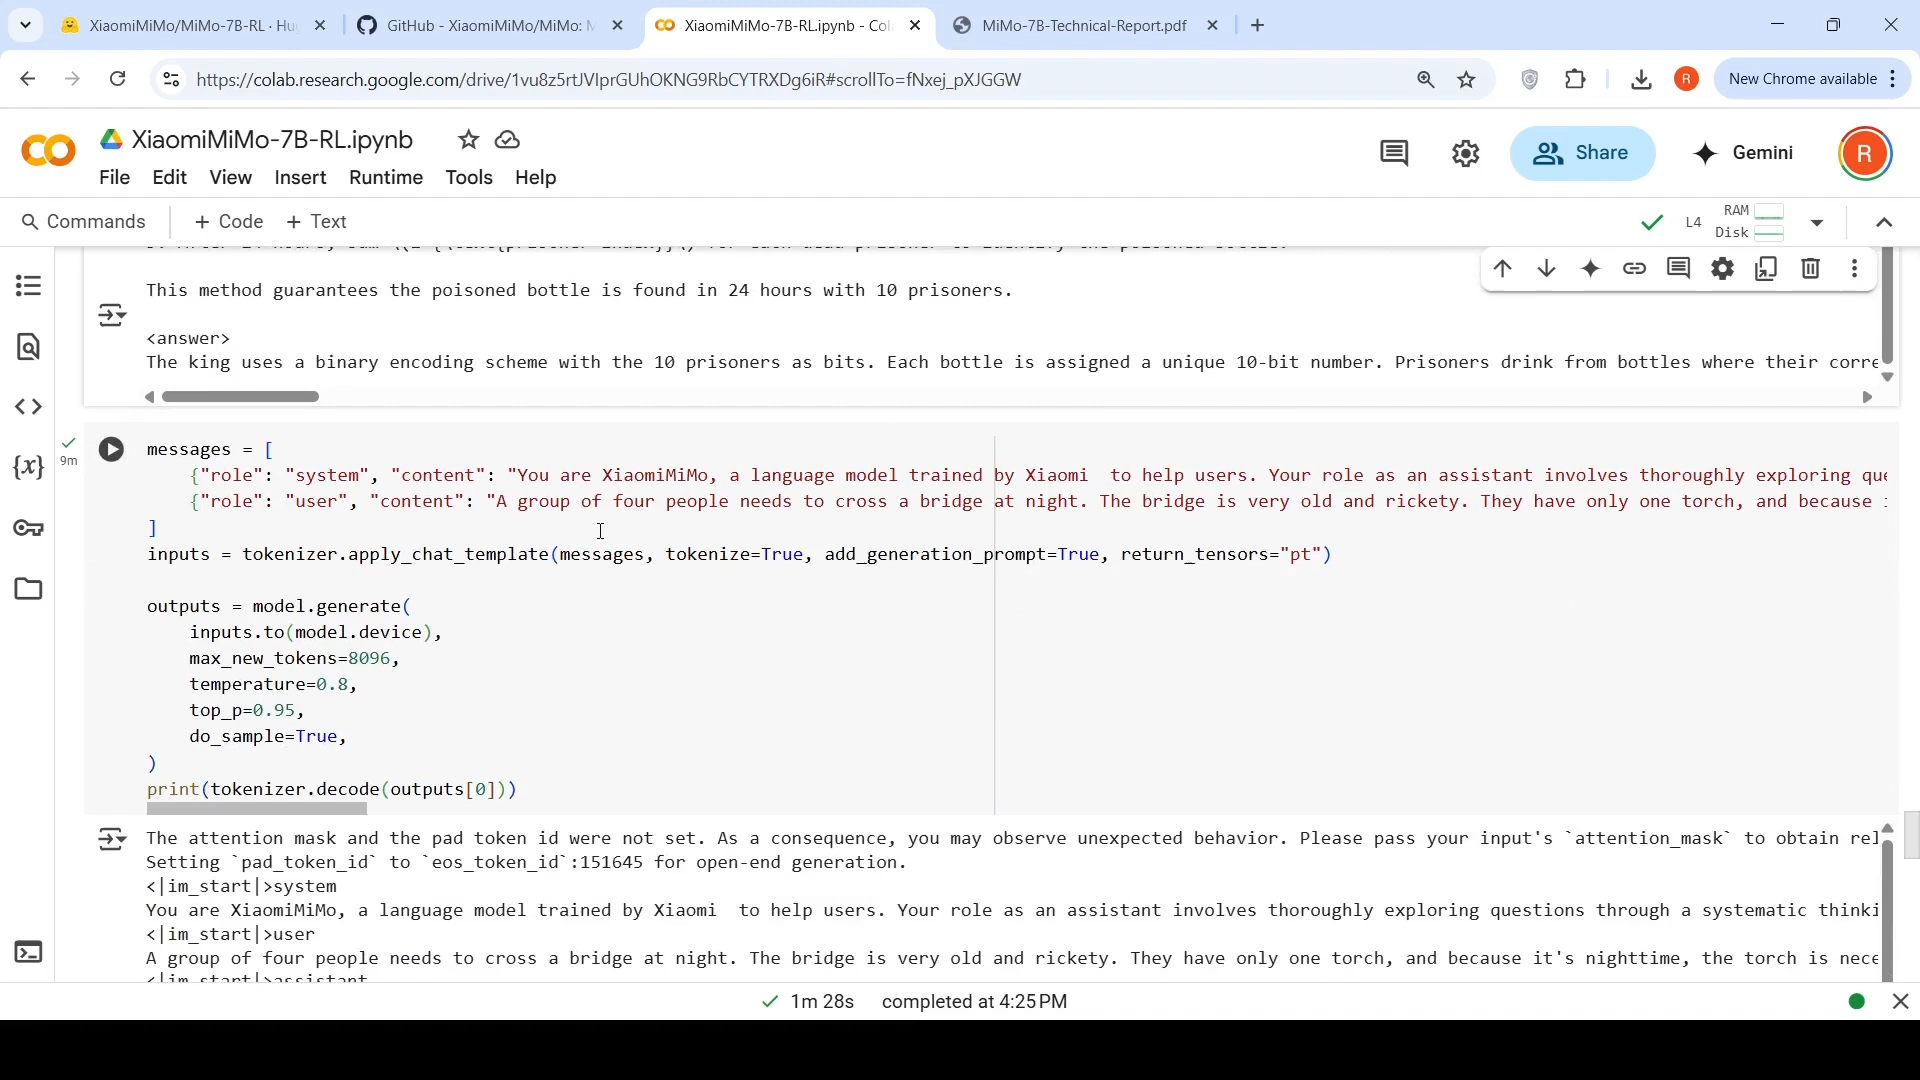 XiaomiMiMo/MiMo-7B-RL · Hu
GitHub - XiaomiMiMo/MiMo: M
XiaomiMiMo-7B-RL.ipynb - Col
MiMo-7B-Technical-Report.pdf
https://colab.research.google.com/drive/1vu8z5rtJVIprGUhOKNG9RbCYTRXDg6iR#scrollTo=fNxej_pXJGGW
R
New Chrome available
XiaomiMiMo-7B-RL.ipynb
File Edit View Insert Runtime Tools Help
Share
Gemini
R
Commands + Code + Text
L4
RAM
Disk
This method guarantees the poisoned bottle is found in 24 hours with 10 prisoners.
<answer>
The king uses a binary encoding scheme with the 10 prisoners as bits. Each bottle is assigned a unique 10-bit number. Prisoners drink from bottles where their corre
9m
messages = [
{"role": "system", "content": "You are XiaomiMiMo, a language model trained by Xiaomi  to help users. Your role as an assistant involves thoroughly exploring que
{"role": "user", "content": "A group of four people needs to cross a bridge at night. The bridge is very old and rickety. They have only one torch, and because i
]
inputs = tokenizer.apply_chat_template(messages, tokenize=True, add_generation_prompt=True, return_tensors="pt")
outputs = model.generate(
inputs.to(model.device),
max_new_tokens=8096,
temperature=0.8,
top_p=0.95,
do_sample=True,
)
print(tokenizer.decode(outputs[0]))
The attention mask and the pad token id were not set. As a consequence, you may observe unexpected behavior. Please pass your input's `attention_mask` to obtain rel
Setting `pad_token_id` to `eos_token_id`:151645 for open-end generation.
<|im_start|>system
You are XiaomiMiMo, a language model trained by Xiaomi  to help users. Your role as an assistant involves thoroughly exploring questions through a systematic thinki
<|im_start|>user
A group of four people needs to cross a bridge at night. The bridge is very old and rickety. They have only one torch, and because it's nighttime, the torch is nece
<|im_start|>assistant
1m 28s completed at 4:25 PM